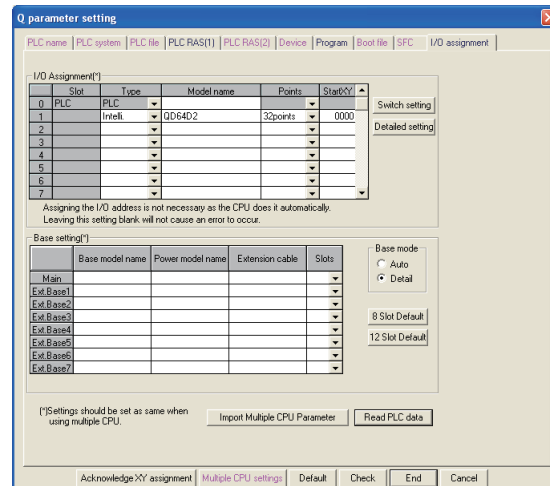 Q parameter setting
PLC name PLC system PLC file PLC RAS(1) PLC RAS(2) Device Program Boot file SFC I/O assignment
I/O Assignment(*)
Slot Type Model name Points StartXY
0 PLC PLC
1 Intelli. QD64D2 32points 0000
2
3
4
5
6
7
Switch setting
Detailed setting
Assigning the I/O address is not necessary as the CPU does it automatically.
Leaving this setting blank will not cause an error to occur.
Base setting(*)
Base model name Power model name Extension cable Slots
Main
Ext.Base1
Ext.Base2
Ext.Base3
Ext.Base4
Ext.Base5
Ext.Base6
Ext.Base7
Base mode
Auto
Detail
8 Slot Default
12 Slot Default
(*)Settings should be set as same when
using multiple CPU.
Import Multiple CPU Parameter Read PLC data
Acknowledge XY assignment Multiple CPU settings Default Check End Cancel